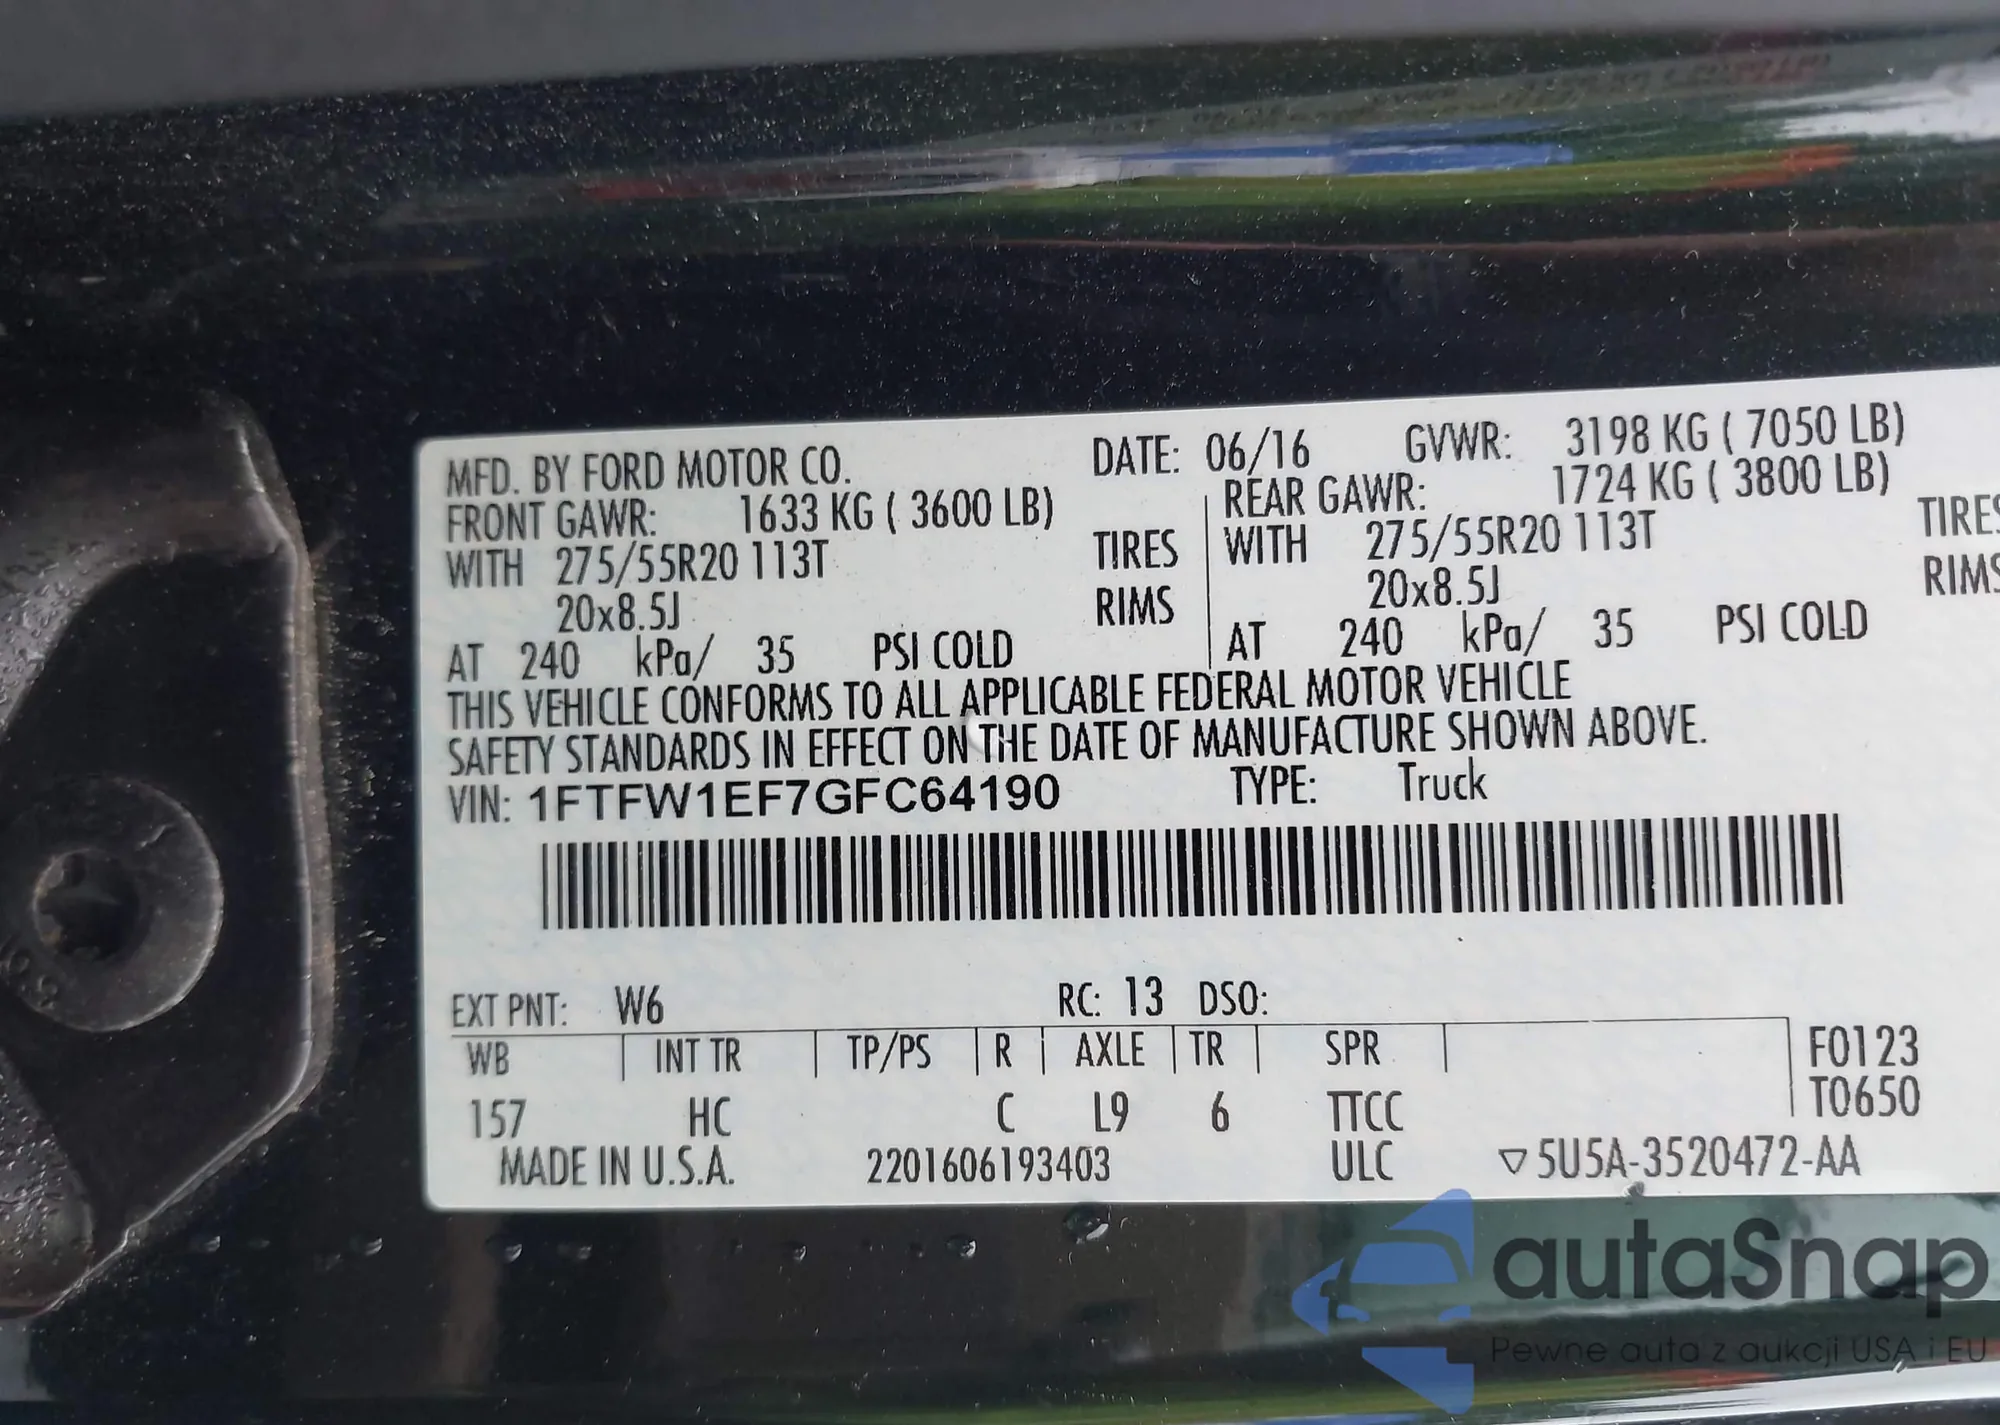 MFD. BY FORD MOTOR CO. DATE: 06/16 GVWR: 3198 KG ( 7050 LB)
FRONT GAWR: 1633 KG ( 3600 LB) REAR GAWR: 1724 KG ( 3800 LB)
WITH 275/55R20 113T TIRES WITH 275/55R20 113T TIRES
20x8.5J RIMS 20x8.5J RIMS
AT 240 kPa/ 35 PSI COLD AT 240 kPa/ 35 PSI COLD
THIS VEHICLE CONFORMS TO ALL APPLICABLE FEDERAL MOTOR VEHICLE
SAFETY STANDARDS IN EFFECT ON THE DATE OF MANUFACTURE SHOWN ABOVE.
VIN: 1FTFW1EF7GFC64190 TYPE: Truck
EXT PNT: W6 RC: 13 DSO:
WB INT TR TP/PS R AXLE TR SPR F0123
157 HC C L9 6 TTCC T0650
MADE IN U.S.A. 2201606193403 ULC ▽5U5A-3520472-AA
autaSnap
Pewne auta z aukcji USA i EU